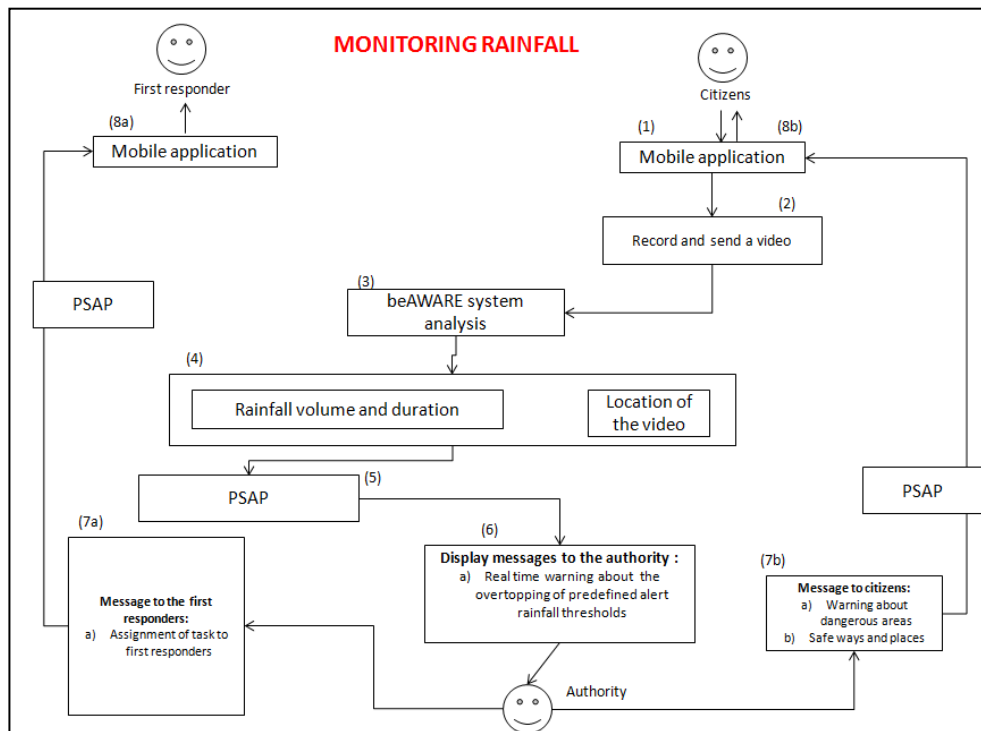 MONITORING RAINFALL
First responder
Citizens
(8a)
Mobile application
(1)
(8b)
Mobile application
(2)
Record and send a video
PSAP
(3)
beAWARE system
analysis
(4)
Rainfall volume and duration
Location of
the video
PSAP
(5)
PSAP
(7a)
Message to the first
responders:
a) Assignment of task to
first responders
(6)
Display messages to the authority :
a) Real time warning about the
overtopping of predefined alert
rainfall thresholds
(7b)
Message to citizens:
a) Warning about
dangerous areas
b) Safe ways and places
Authority